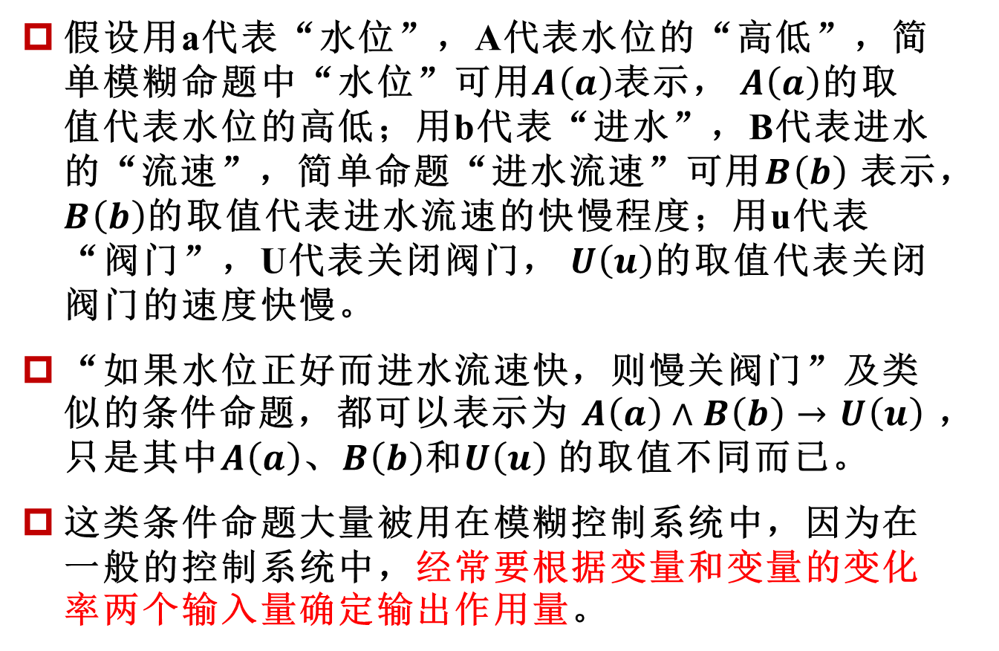 假设用a代表“水位”，A代表水位的“高低”，简
单模糊命题中“水位”可用A(a)表示， A(a)的取
值代表水位的高低；用b代表“进水”，B代表进水
的“流速”，简单命题“进水流速”可用B(b) 表示，
B(b)的取值代表进水流速的快慢程度；用u代表
“阀门”，U代表关闭阀门， U(u)的取值代表关闭
阀门的速度快慢。
“如果水位正好而进水流速快，则慢关阀门”及类
似的条件命题，都可以表示为 A(a)∧B(b)→U(u)，
只是其中A(a)、B(b)和U(u) 的取值不同而已。
这类条件命题大量被用在模糊控制系统中，因为在
一般的控制系统中，经常要根据变量和变量的变化
率两个输入量确定输出作用量。